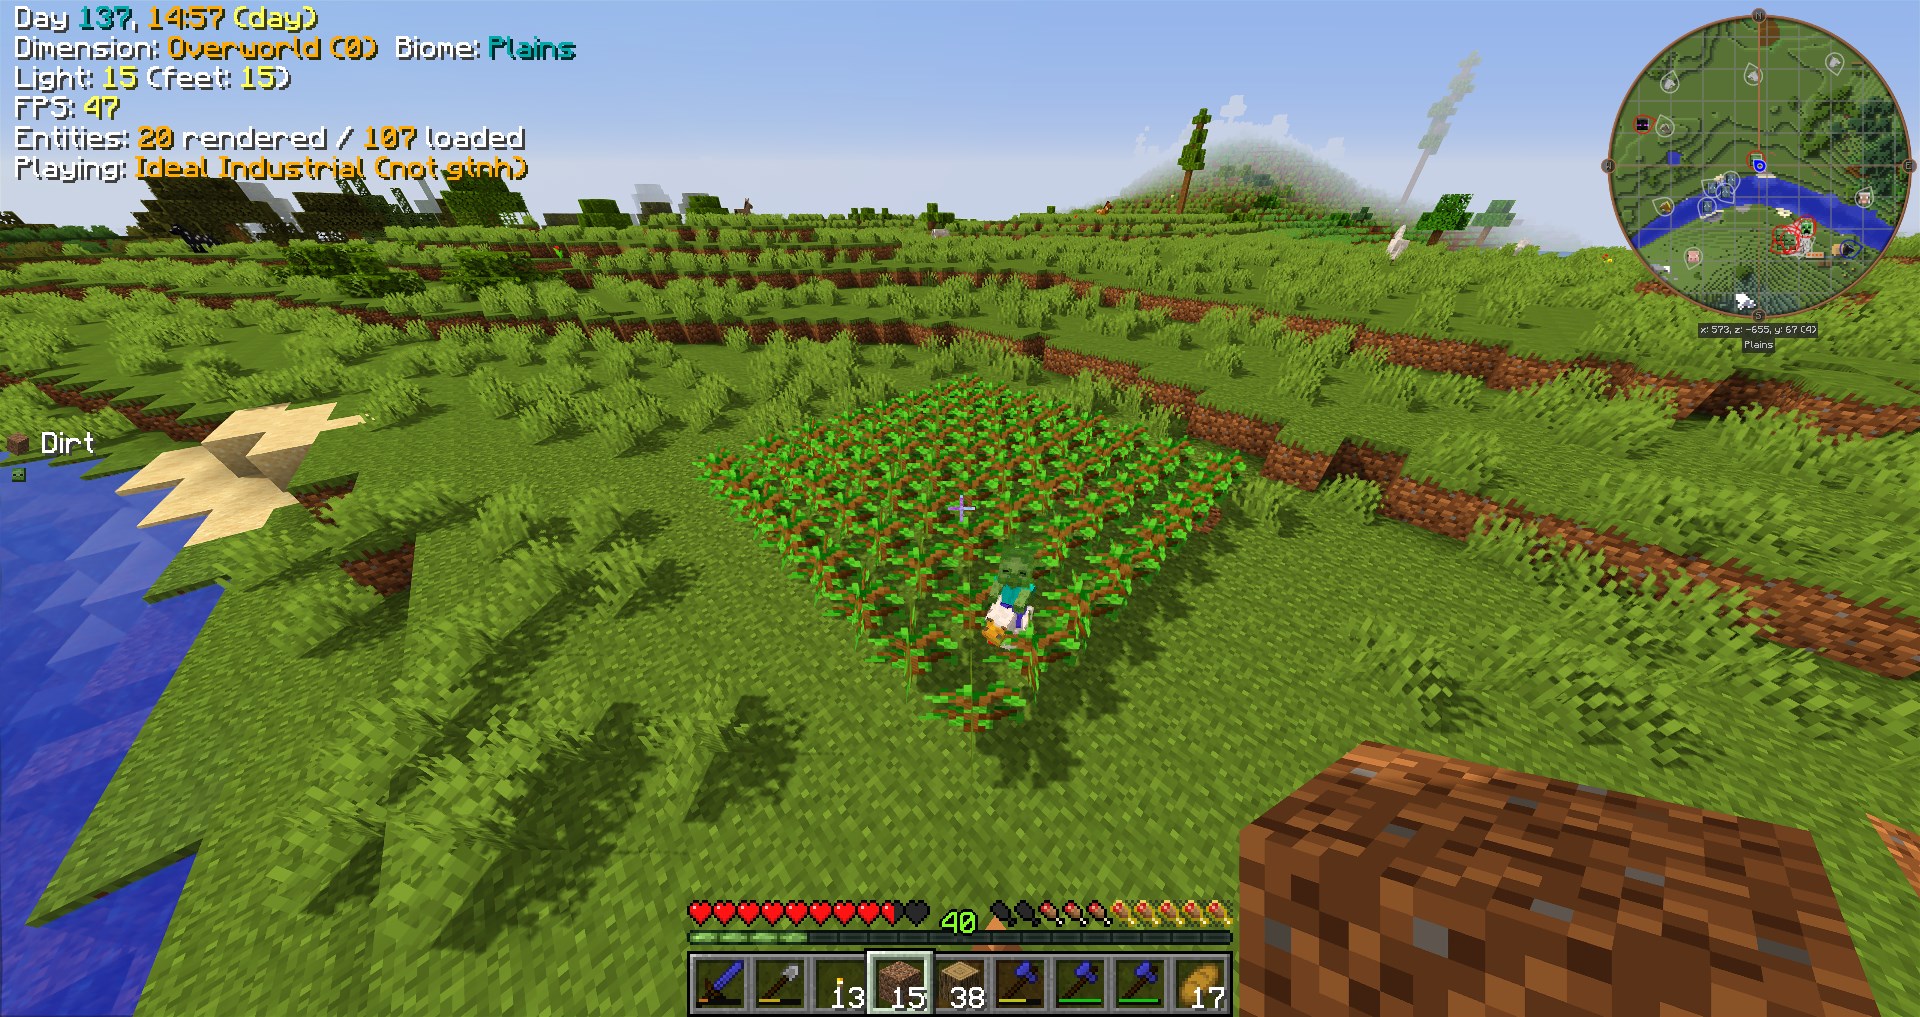 Day 137, 14:57 (day)
Dimension: Overworld (0) Biome: Plains
Light: 15 (feet: 15)
FPS: 47
Entities: 20 rendered / 107 loaded
Playing: Ideal Industrial (not gtnh)
N
W
E
S
x: 573, z: -655, y: 67 (4)
Plains
Dirt
40
13
15
38
17